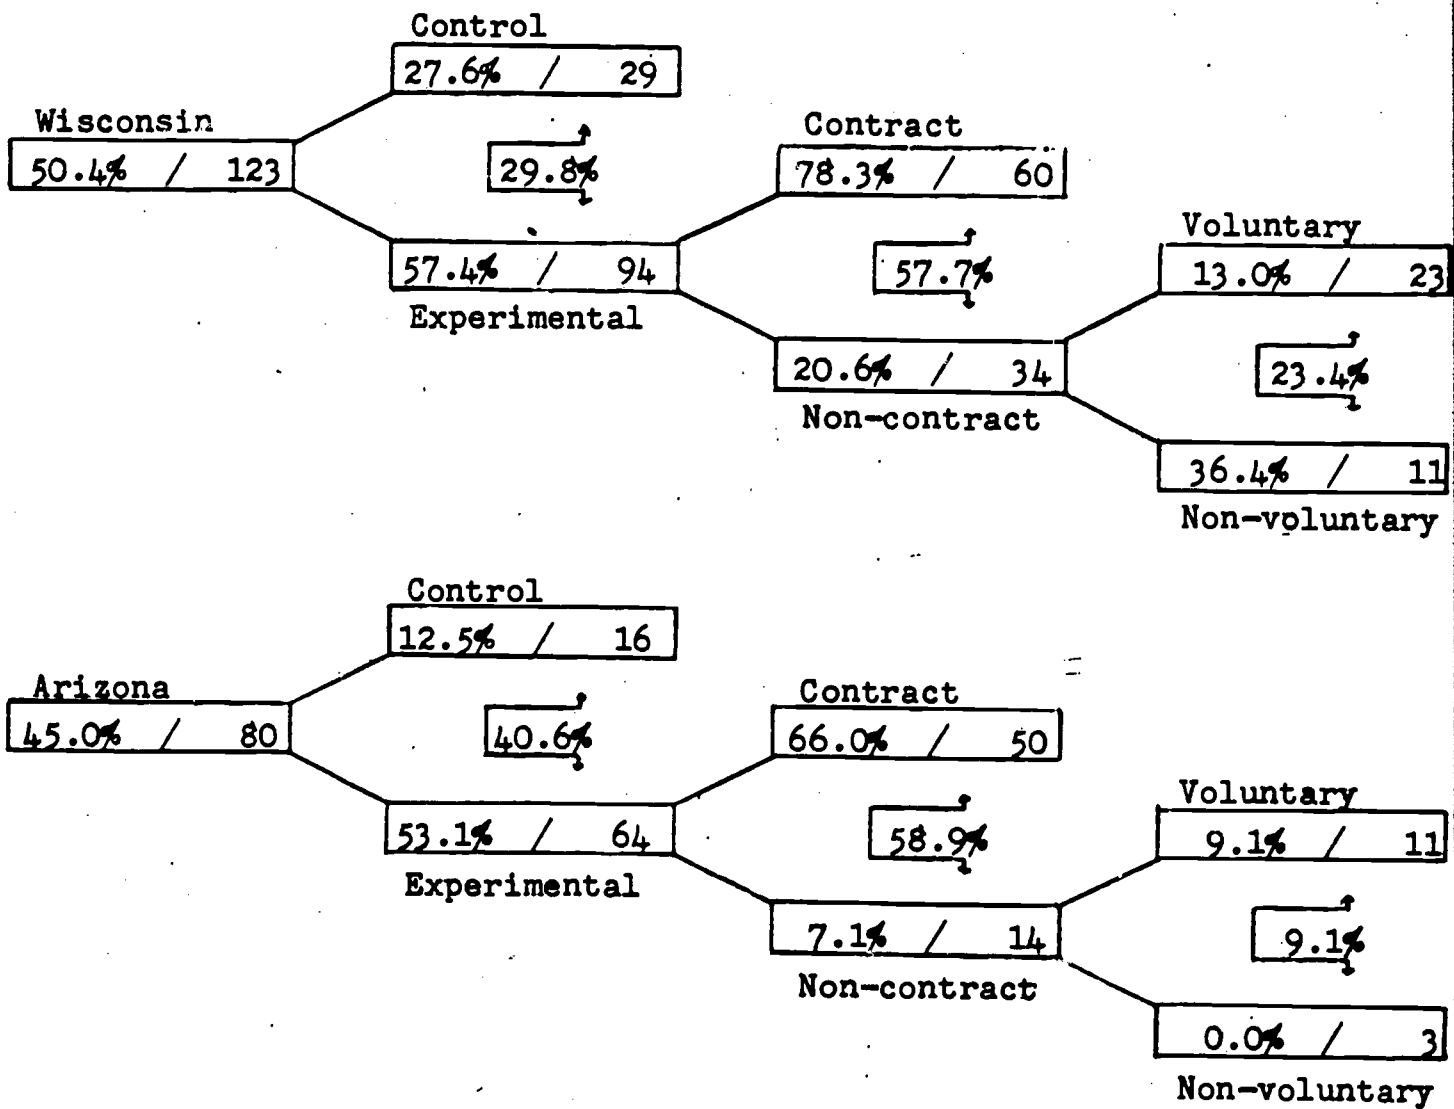 Control
27.6% / 29
Wisconsin
50.4% / 123
29.8%
Contract
78.3% / 60
57.4% / 94
Experimental
57.7%
Voluntary
13.0% / 23
20.6% / 34
Non-contract
23.4%
36.4% / 11
Non-voluntary
Control
12.5% / 16
Arizona
45.0% / 80
40.6%
Contract
66.0% / 50
53.1% / 64
Experimental
58.9%
Voluntary
9.1% / 11
7.1% / 14
Non-contract
9.1%
0.0% / 3
Non-voluntary